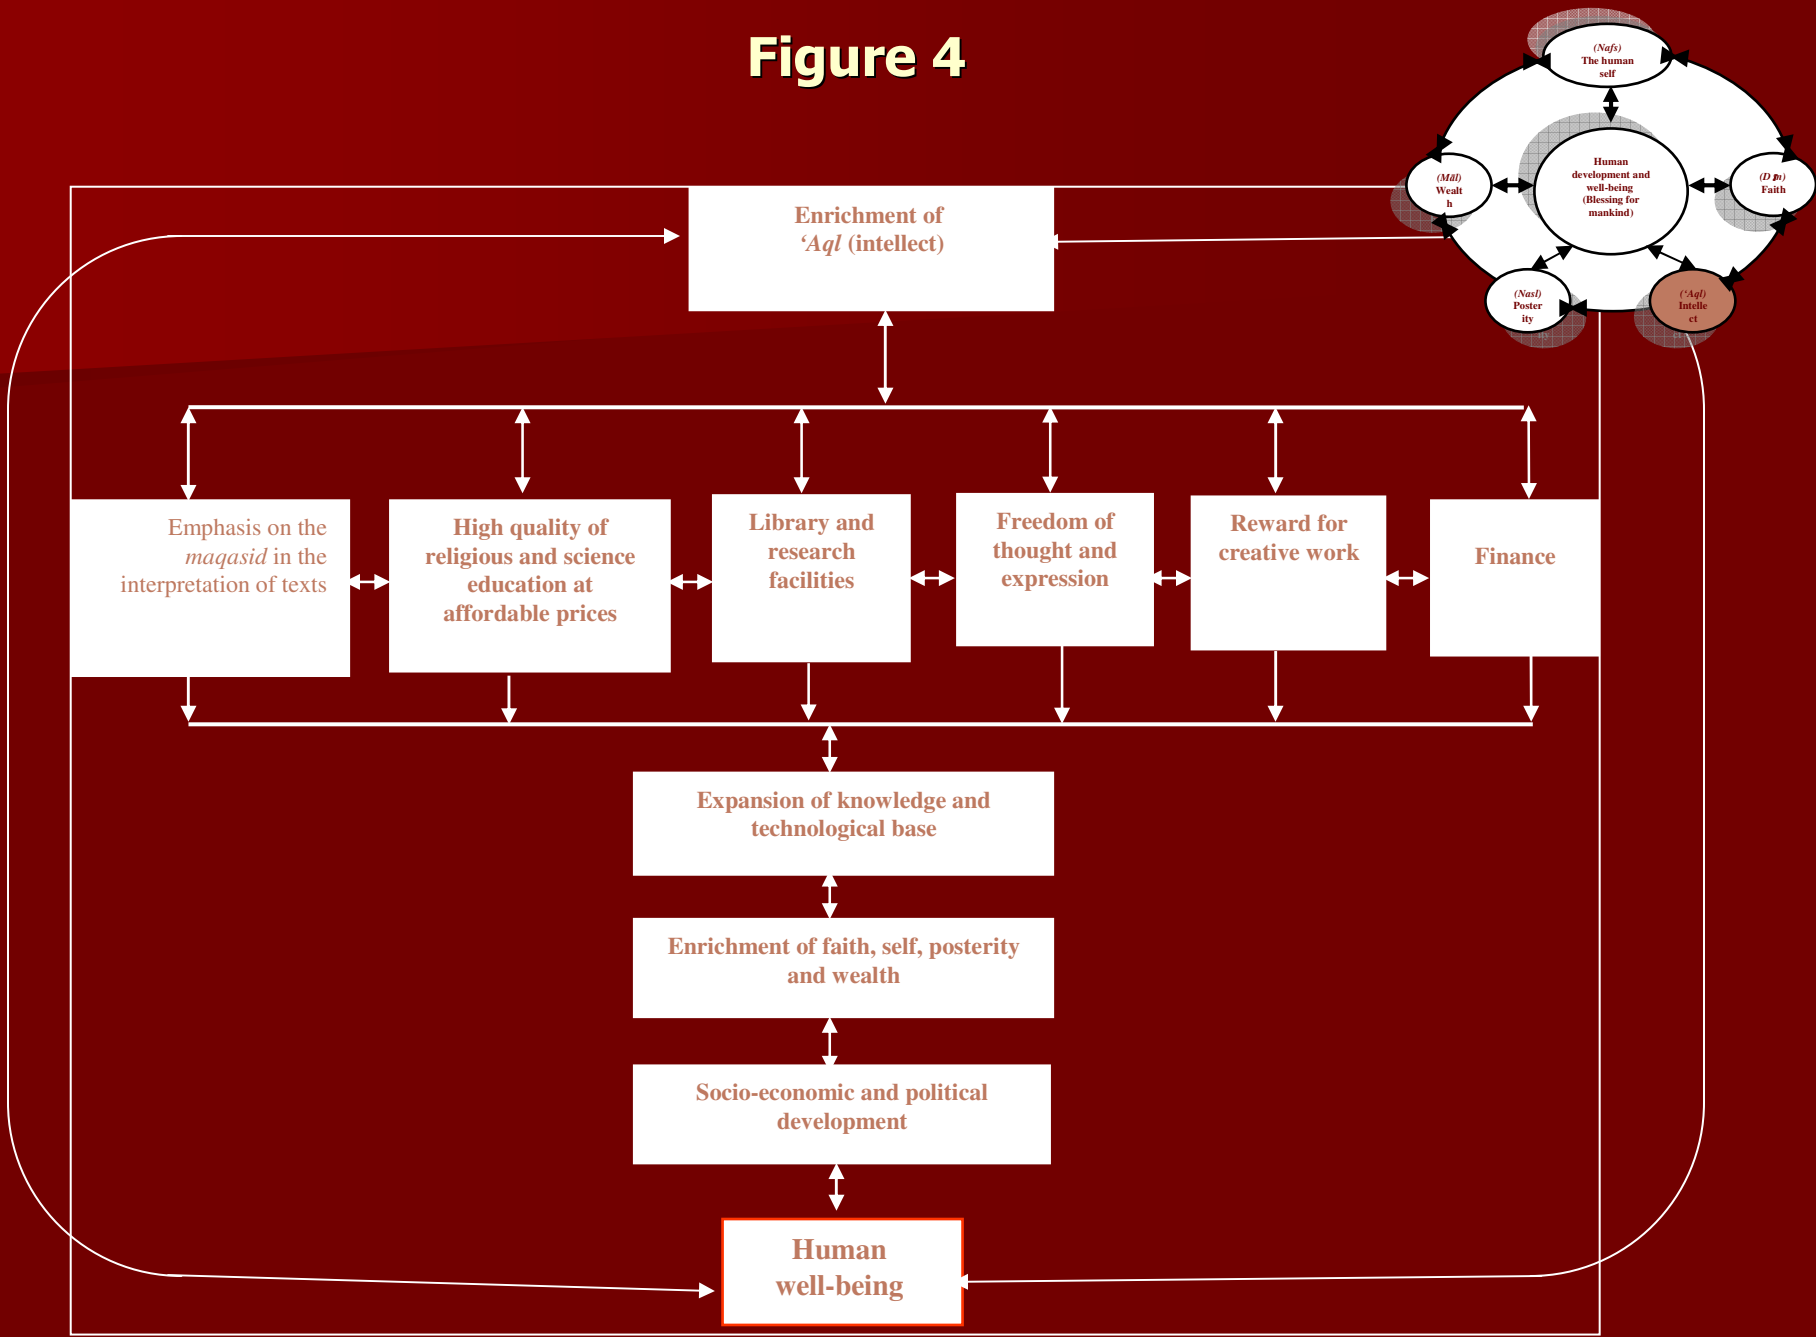 Figure 4
(Nafs)
The human
self
Human
development and
well-being
(Blessing for
mankind)
(Māl)
Wealt
h
Faith
(Nasl)
Poster
ity
(‘Aql)
Intelle
ct
Enrichment of
‘Aql (intellect)
Emphasis on the
maqasid in the
interpretation of texts
High quality of
religious and science
education at
affordable prices
Library and
research
facilities
Freedom of
thought and
expression
Reward for
creative work
Finance
Expansion of knowledge and
technological base
Enrichment of faith, self, posterity
and wealth
Socio-economic and political
development
Human
well-being